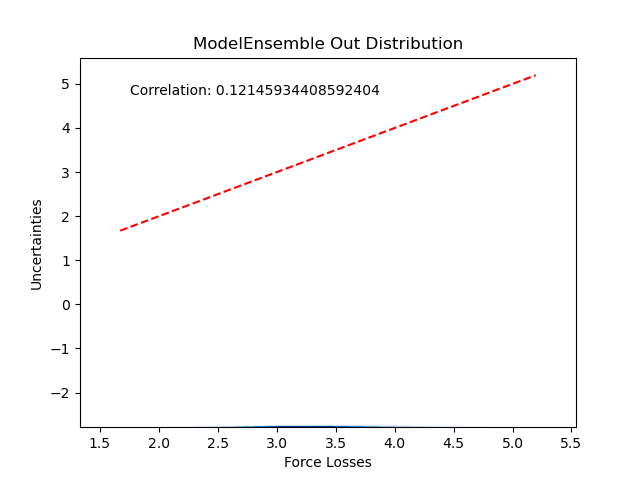 ModelEnsemble Out Distribution
Correlation: 0.12145934408592404
5
4
3
2
1
0
−1
−2
Uncertainties
1.5 2.0 2.5 3.0 3.5 4.0 4.5 5.0 5.5
Force Losses